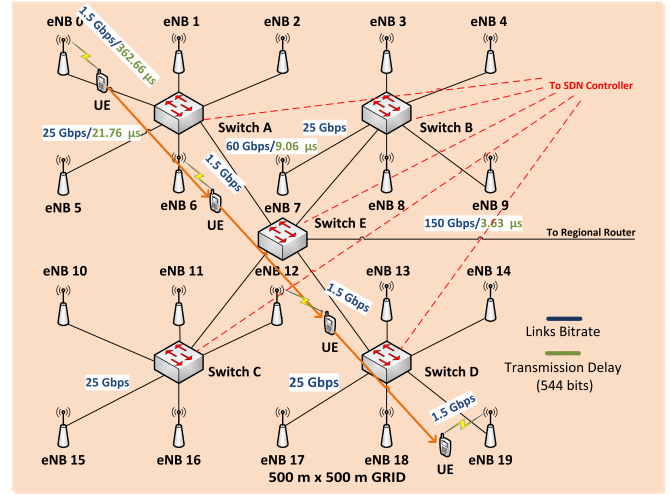 eNB 0
1.5 Gbps/362.66 µs
eNB 1
eNB 2
eNB 3
eNB 4
UE
To SDN Controller
25 Gbps/21.76 µs
Switch A
25 Gbps
Switch B
60 Gbps/9.06 µs
1.5 Gbps
eNB 5
eNB 6
eNB 7
eNB 8
eNB 9
UE
Switch E
150 Gbps/3.63 µs
To Regional Router
eNB 10
eNB 11
eNB 12
eNB 13
eNB 14
1.5 Gbps
Links Bitrate
UE
Switch C
Switch D
Transmission Delay
(544 bits)
25 Gbps
25 Gbps
1.5 Gbps
eNB 15
eNB 16
eNB 17
eNB 18
UE
eNB 19
500 m x 500 m GRID